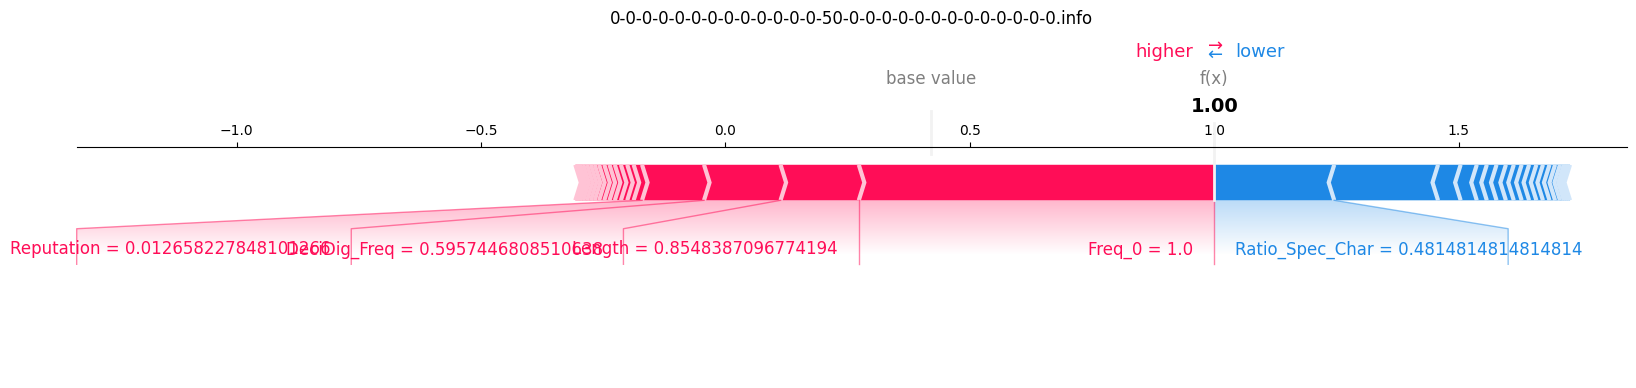 0-0-0-0-0-0-0-0-0-0-0-0-0-50-0-0-0-0-0-0-0-0-0-0-0-0-0.info
higher ⇄ lower
base value f(x)
1.00
−1.0 −0.5 0.0 0.5 1.0 1.5
Reputation = 0.012658227848101266 DeciDig_Freq = 0.5957446808510638 Length = 0.8548387096774194 Freq_0 = 1.0 Ratio_Spec_Char = 0.4814814814814814